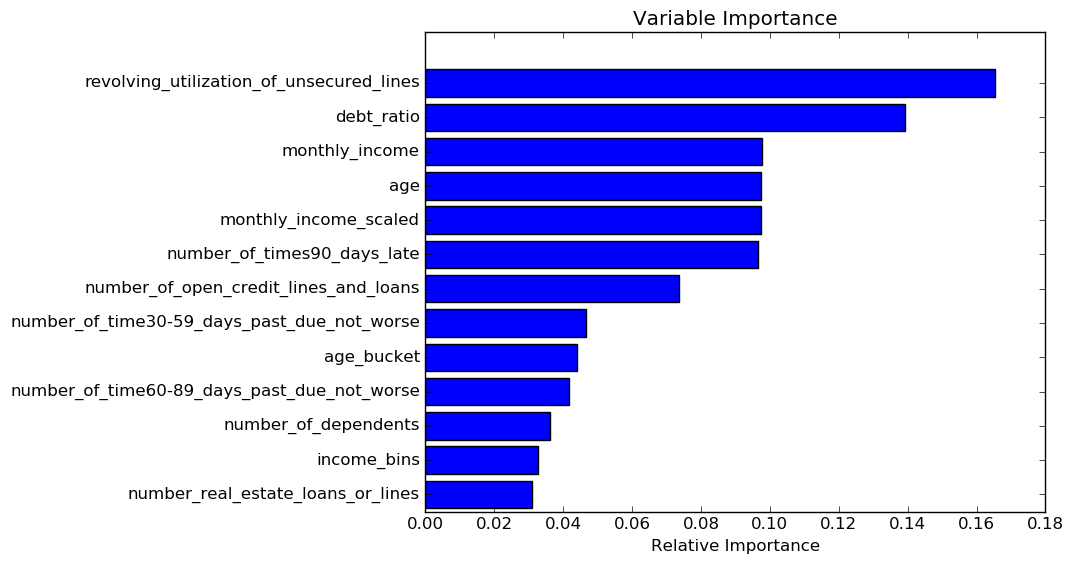 Variable Importance
revolving_utilization_of_unsecured_lines
debt_ratio
monthly_income
age
monthly_income_scaled
number_of_times90_days_late
number_of_open_credit_lines_and_loans
number_of_time30-59_days_past_due_not_worse
age_bucket
number_of_time60-89_days_past_due_not_worse
number_of_dependents
income_bins
number_real_estate_loans_or_lines
0.00 0.02 0.04 0.06 0.08 0.10 0.12 0.14 0.16 0.18
Relative Importance